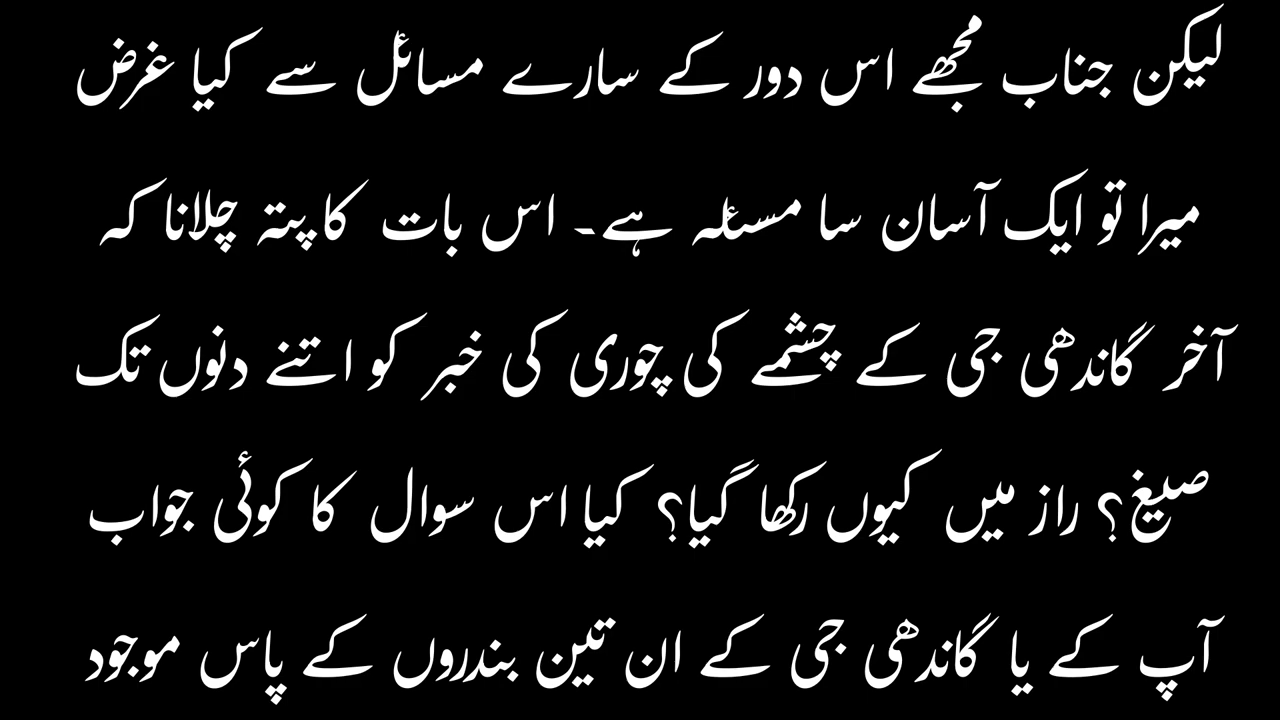 لیکن جناب مجھے اس دور کے سارے مسائل سے کیا غرض
میرا تو ایک آسان سا مسئلہ ہے۔ اس بات کا پتہ چلانا کہ
آخر گاندھی جی کے چشمے کی چوری کی خبر کو اتنے دنوں تک
صیغ؟ راز میں کیوں رکھا گیا؟ کیا اس سوال کا کوئی جواب
آپ کے یا گاندھی جی کے ان تین بندروں کے پاس موجود